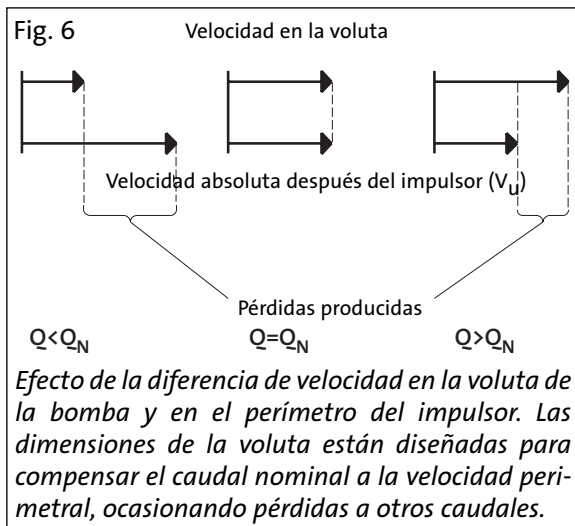 Fig. 6
Velocidad en la voluta
Velocidad absoluta después del impulsor (Vu)
Pérdidas producidas
Q<QN Q=QN Q>QN
Efecto de la diferencia de velocidad en la voluta de
la bomba y en el perímetro del impulsor. Las
dimensiones de la voluta están diseñadas para
compensar el caudal nominal a la velocidad peri-
metral, ocasionando pérdidas a otros caudales.